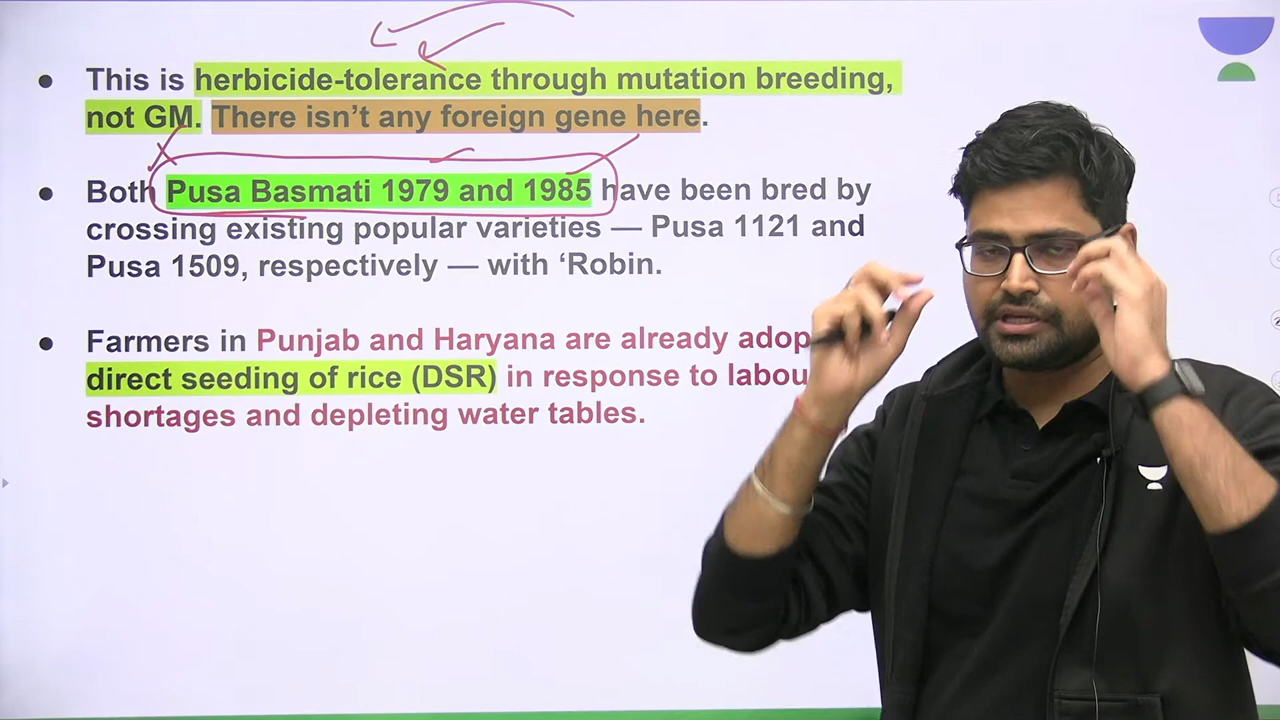 ● This is herbicide-tolerance through mutation breeding,
not GM. There isn’t any foreign gene here.
● Both Pusa Basmati 1979 and 1985 have been bred by
crossing existing popular varieties — Pusa 1121 and
Pusa 1509, respectively — with ‘Robin.
● Farmers in Punjab and Haryana are already
direct seeding of rice (DSR) in response to
shortages and depleting water tables.